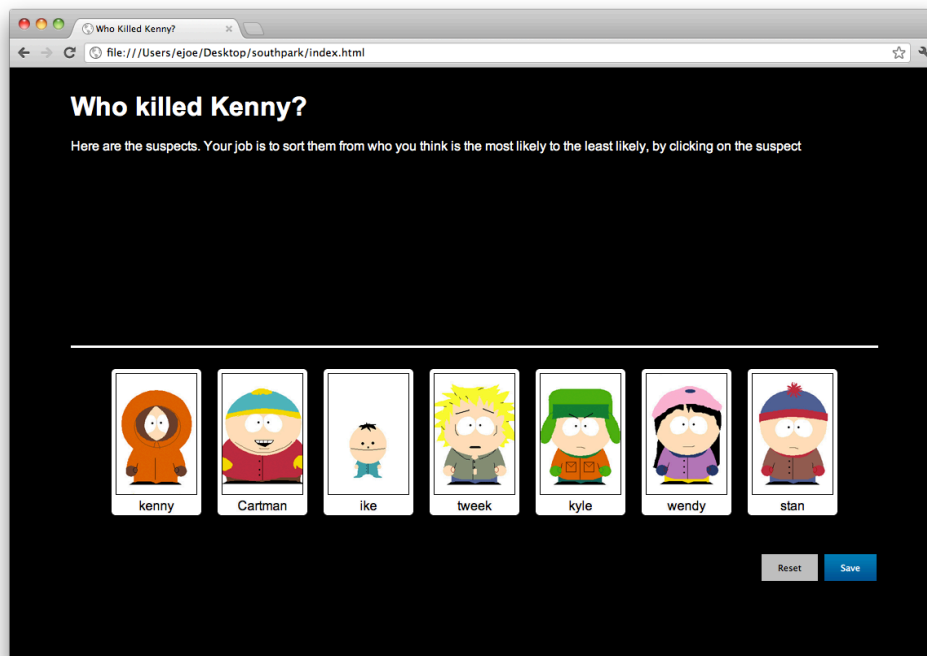 Who Killed Kenny?
file:///Users/ejoe/Desktop/southpark/index.html
Who killed Kenny?
Here are the suspects. Your job is to sort them from who you think is the most likely to the least likely, by clicking on the suspect
kenny Cartman ike tweek kyle wendy stan
Reset Save